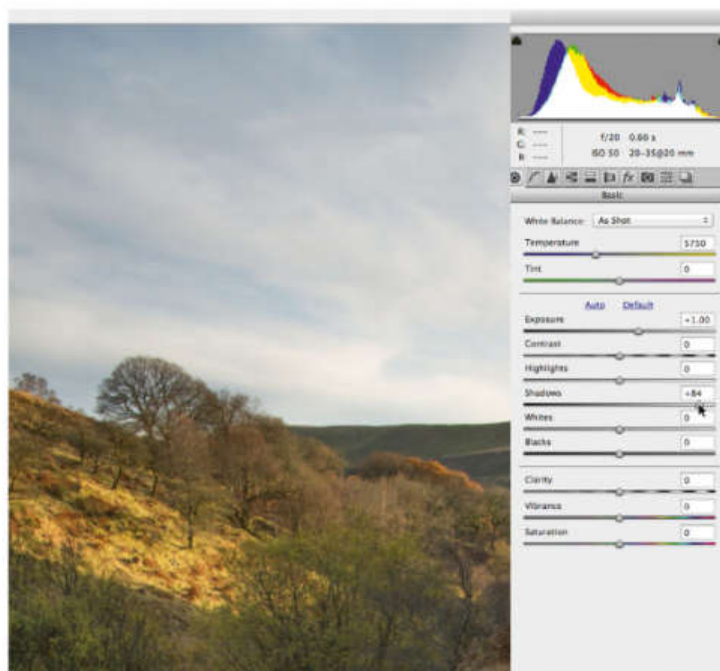 R: ---
G: ---
B: ---
f/20 0.60 s
ISO 50 20-35@20 mm
fx
Basic
White Balance: As Shot
Temperature 5750
Tint 0
Auto Default
Exposure +1.00
Contrast 0
Highlights 0
Shadows +84
Whites 0
Blacks 0
Clarity 0
Vibrance 0
Saturation 0